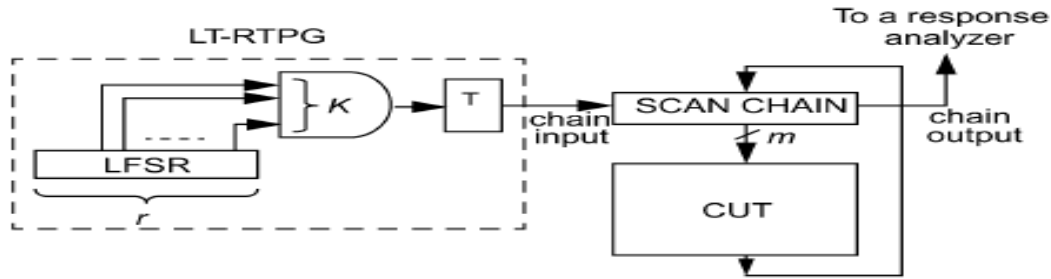 LT-RTPG
K
T
LFSR
r
chain
input
SCAN CHAIN
m
CUT
To a response
analyzer
chain
output